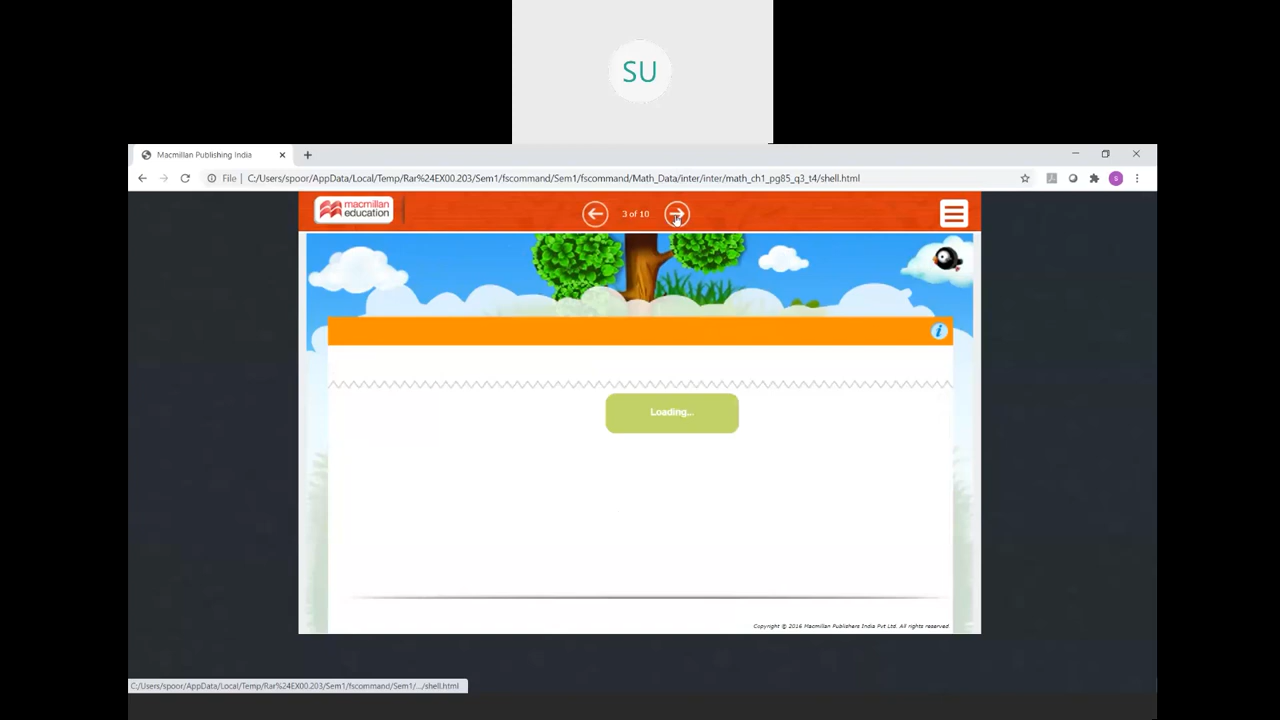 SU
Macmillan Publishing India
File | C:/Users/spoor/AppData/Local/Temp/Rar%24EX00.203/Sem1/fscommand/Sem1/fscommand/Math_Data/inter/inter/math_ch1_pg85_q3_t4/shell.html
s
macmillan
education
3 of 10
i
Loading...
Copyright © 2016 Macmillan Publishers India Pvt Ltd. All rights reserved.
C:/Users/spoor/AppData/Local/Temp/Rar%24EX00.203/Sem1/fscommand/Sem1/.../shell.html